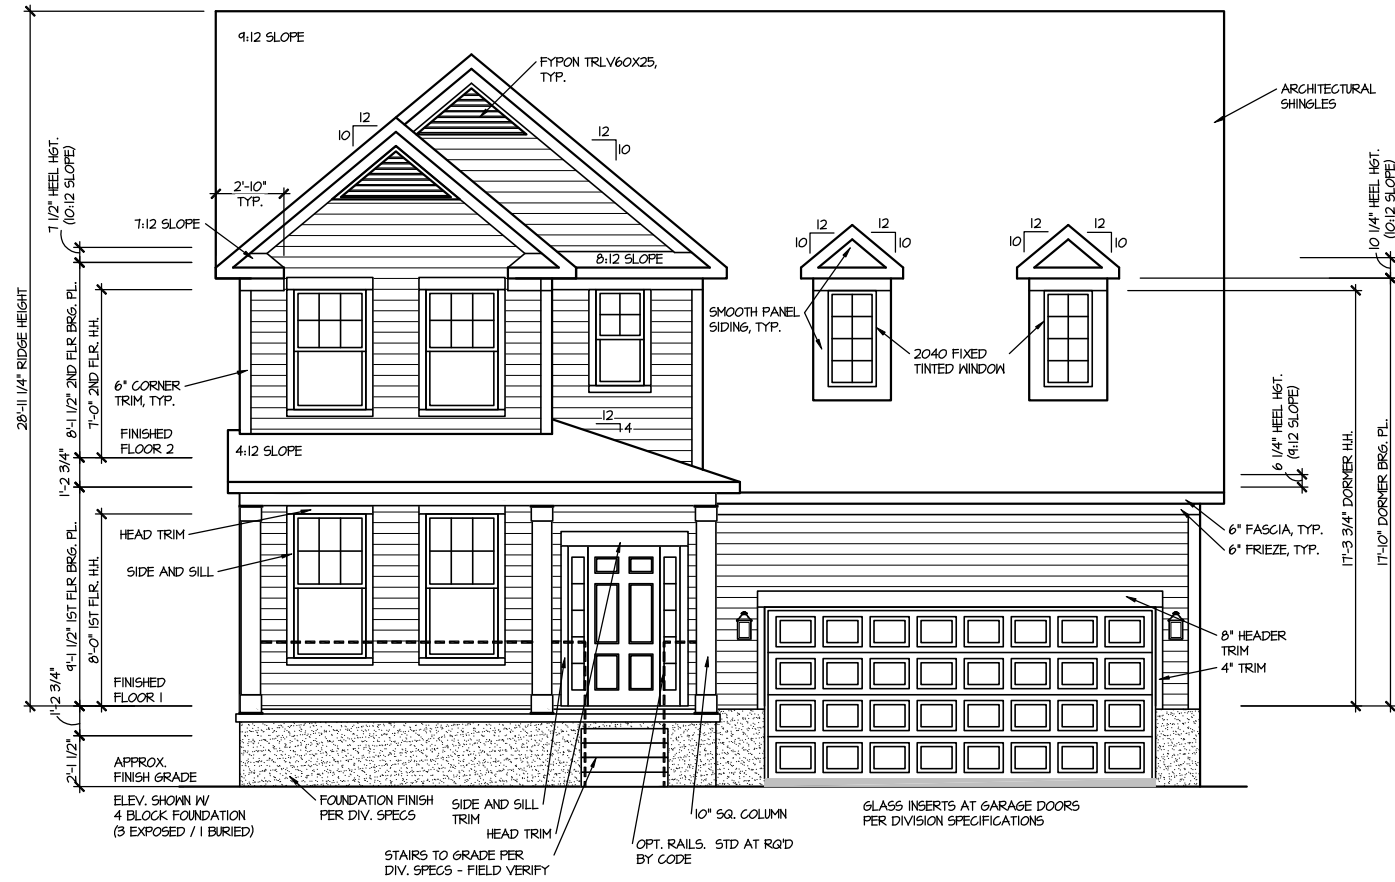 9:12 SLOPE
FYPON TRLV60X25,
TYP.
ARCHITECTURAL
SHINGLES
12
10
12
10
7 1/2" HEEL HGT.
(10:12 SLOPE)
2'-10"
TYP.
7:12 SLOPE
8:12 SLOPE
12
10
12
10
12
10
12
10
10 1/4" HEEL HGT.
(10:12 SLOPE)
28'-11 1/4" RIDGE HEIGHT
8'-1 1/2" 2ND FLR BRG. PL.
7'-0" 2ND FLR. H.H.
SMOOTH PANEL
SIDING, TYP.
2040 FIXED
TINTED WINDOW
6" CORNER
TRIM, TYP.
FINISHED
FLOOR 2
12
4
4:12 SLOPE
6 1/4" HEEL HGT.
(9:12 SLOPE)
17'-3 3/4" DORMER H.H.
17'-10" DORMER BRG. PL.
1'-2 3/4"
9'-1 1/2" 1ST FLR BRG. PL.
8'-0" 1ST FLR. H.H.
HEAD TRIM
SIDE AND SILL
6" FASCIA, TYP.
6" FRIEZE, TYP.
8" HEADER
TRIM
4" TRIM
FINISHED
FLOOR 1
1'-2 3/4"
2'-1 1/2"
APPROX.
FINISH GRADE
ELEV. SHOWN W/
4 BLOCK FOUNDATION
(3 EXPOSED / 1 BURIED)
FOUNDATION FINISH
PER DIV. SPECS
SIDE AND SILL
TRIM
HEAD TRIM
STAIRS TO GRADE PER
DIV. SPECS - FIELD VERIFY
10" SQ. COLUMN
OPT. RAILS. STD AT RQ'D
BY CODE
GLASS INSERTS AT GARAGE DOORS
PER DIVISION SPECIFICATIONS